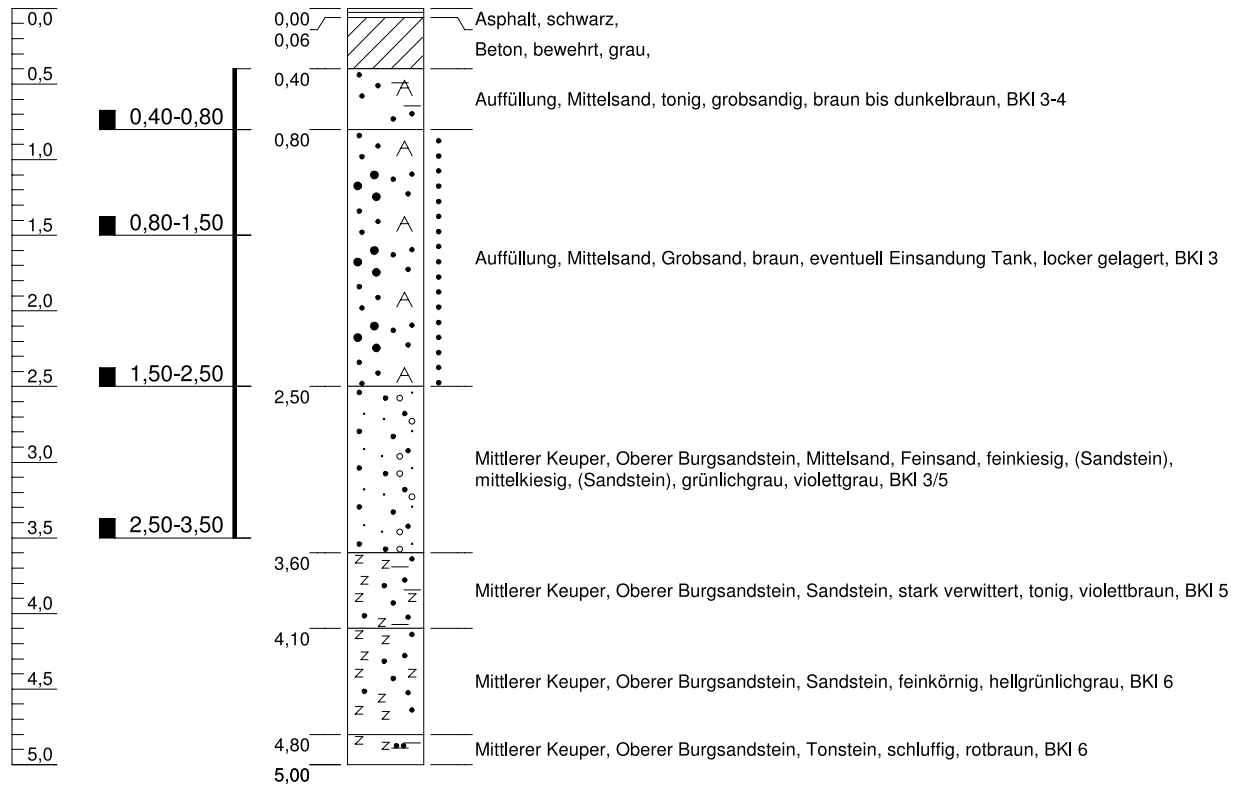 0,0
0,5
1,0
1,5
2,0
2,5
3,0
3,5
4,0
4,5
5,0
0,40-0,80
0,80-1,50
1,50-2,50
2,50-3,50
0,00
0,06
0,40
0,80
2,50
3,60
4,10
4,80
5,00
Asphalt, schwarz,
Beton, bewehrt, grau,
Auffüllung, Mittelsand, tonig, grobsandig, braun bis dunkelbraun, BKl 3-4
Auffüllung, Mittelsand, Grobsand, braun, eventuell Einsandung Tank, locker gelagert, BKl 3
Mittlerer Keuper, Oberer Burgsandstein, Mittelsand, Feinsand, feinkiesig, (Sandstein),
mittelkiesig, (Sandstein), grünlichgrau, violettgrau, BKl 3/5
Mittlerer Keuper, Oberer Burgsandstein, Sandstein, stark verwittert, tonig, violettbraun, BKl 5
Mittlerer Keuper, Oberer Burgsandstein, Sandstein, feinkörnig, hellgrünlichgrau, BKl 6
Mittlerer Keuper, Oberer Burgsandstein, Tonstein, schluffig, rotbraun, BKl 6